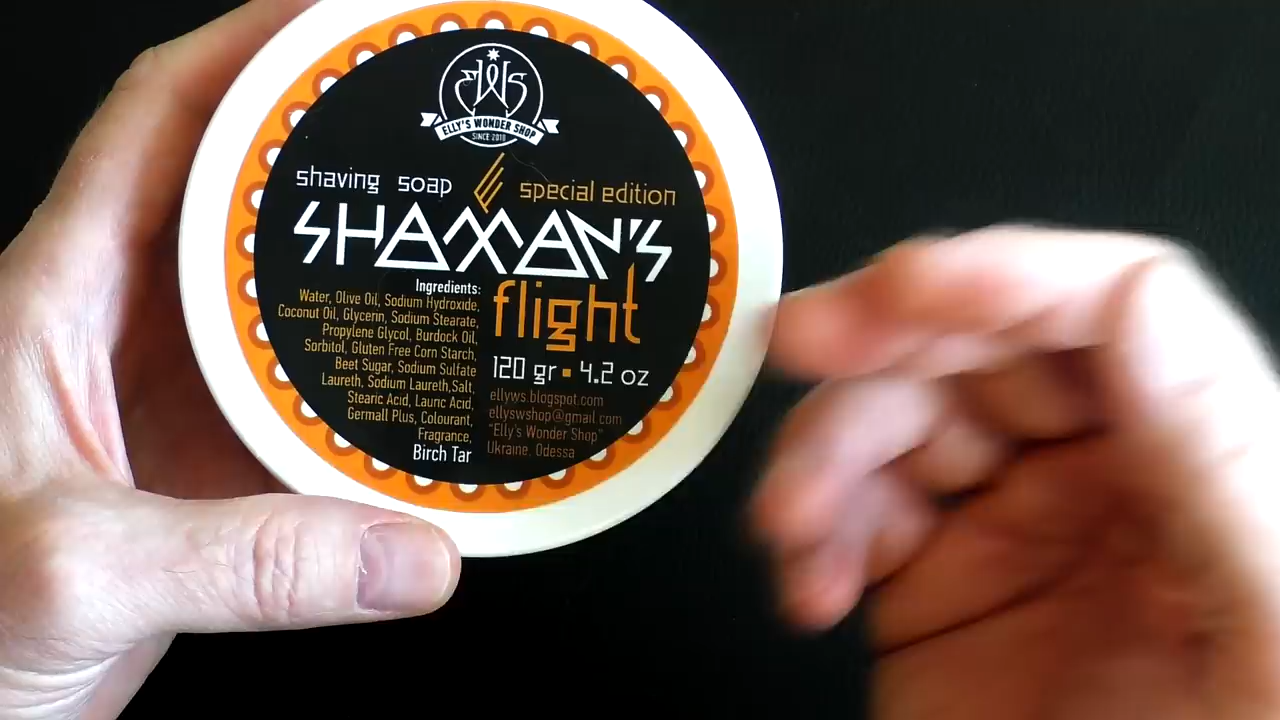 EWS
ELLY'S WONDER SHOP
SINCE 2010
shaving soap special edition
SHAMAN'S
flight
120 gr ▪ 4.2 oz
Ingredients:
Water, Olive Oil, Sodium Hydroxide,
Coconut Oil, Glycerin, Sodium Stearate,
Propylene Glycol, Burdock Oil,
Sorbitol, Gluten Free Corn Starch,
Beet Sugar, Sodium Sulfate
Laureth, Sodium Laureth,Salt,
Stearic Acid, Lauric Acid,
Germall Plus, Colourant,
Fragrance,
Birch Tar
ellyws.blogspot.com
ellyswshop@gmail.com
"Elly's Wonder Shop"
Ukraine. Odessa